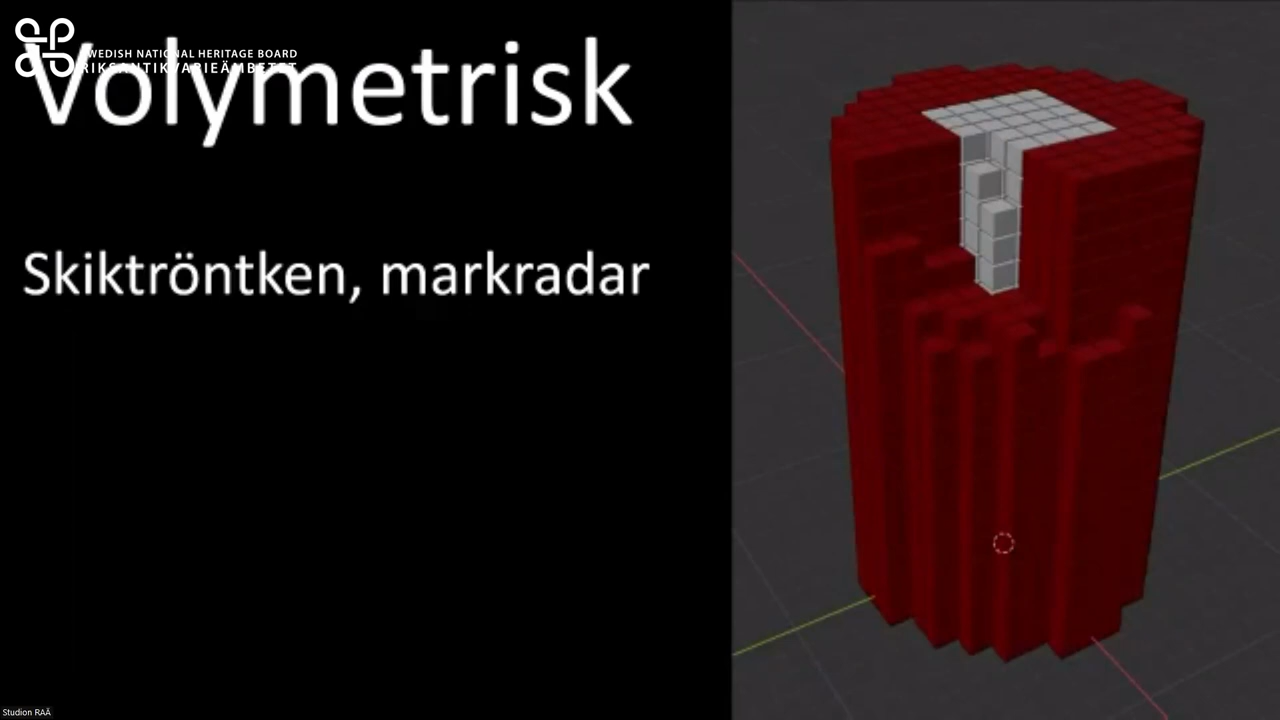 SWEDISH NATIONAL HERITAGE BOARD
RIKSANTIKVARIEÄMBETET
Volymetrisk
Skiktröntken, markradar
Studion RAÄ